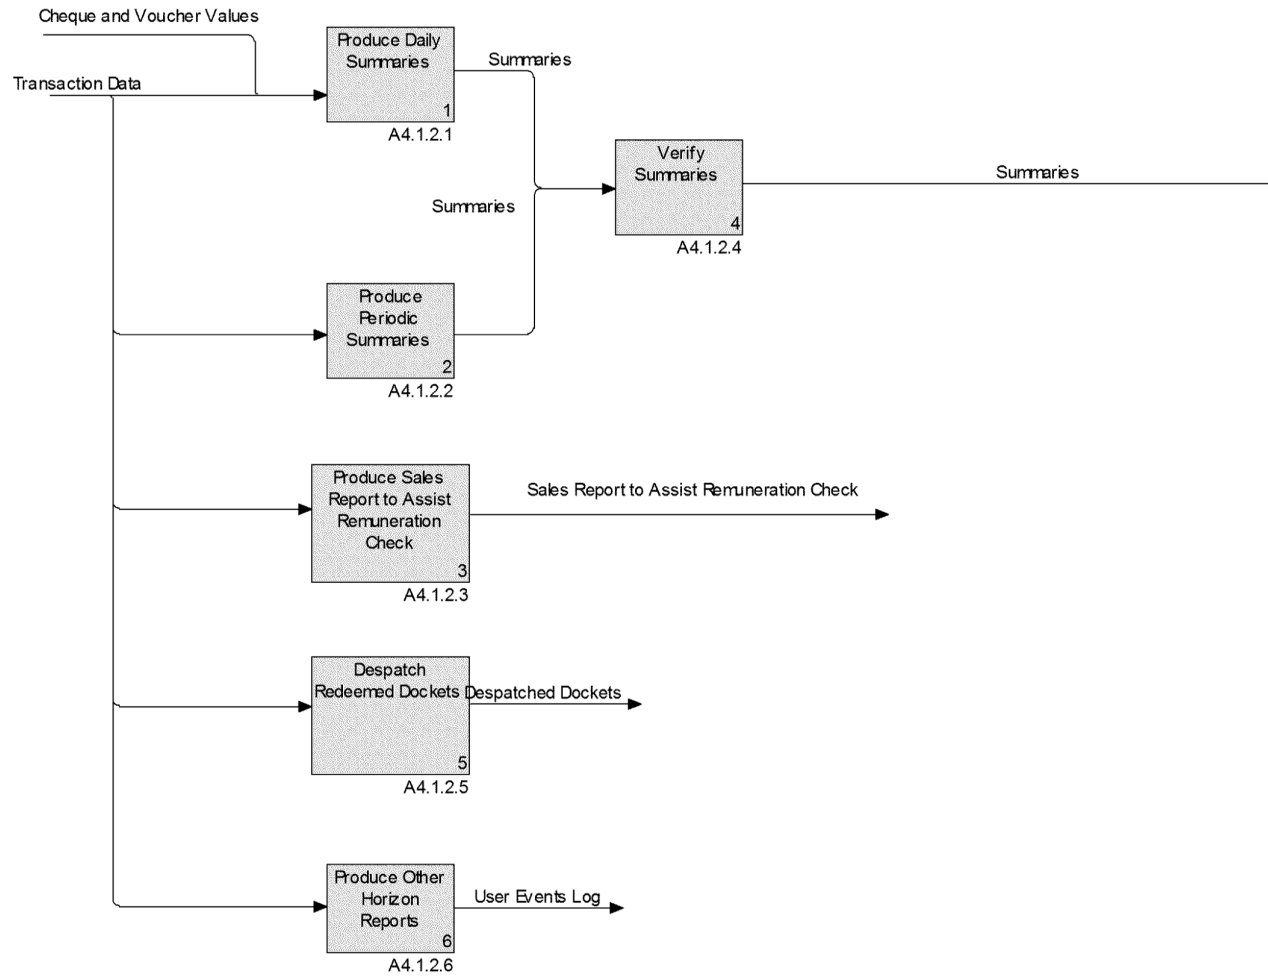 Cheque and Voucher Values
Transaction Data
Produce Daily
Summaries
1
A4.1.2.1
Summaries
Verify
Summaries
4
A4.1.2.4
Summaries
Summaries
Produce
Periodic
Summaries
2
A4.1.2.2
Produce Sales
Report to Assist
Remuneration
Check
3
A4.1.2.3
Sales Report to Assist Remuneration Check
Despatch
Redeemed Dockets
5
A4.1.2.5
Despatched Dockets
Produce Other
Horizon
Reports
6
A4.1.2.6
User Events Log